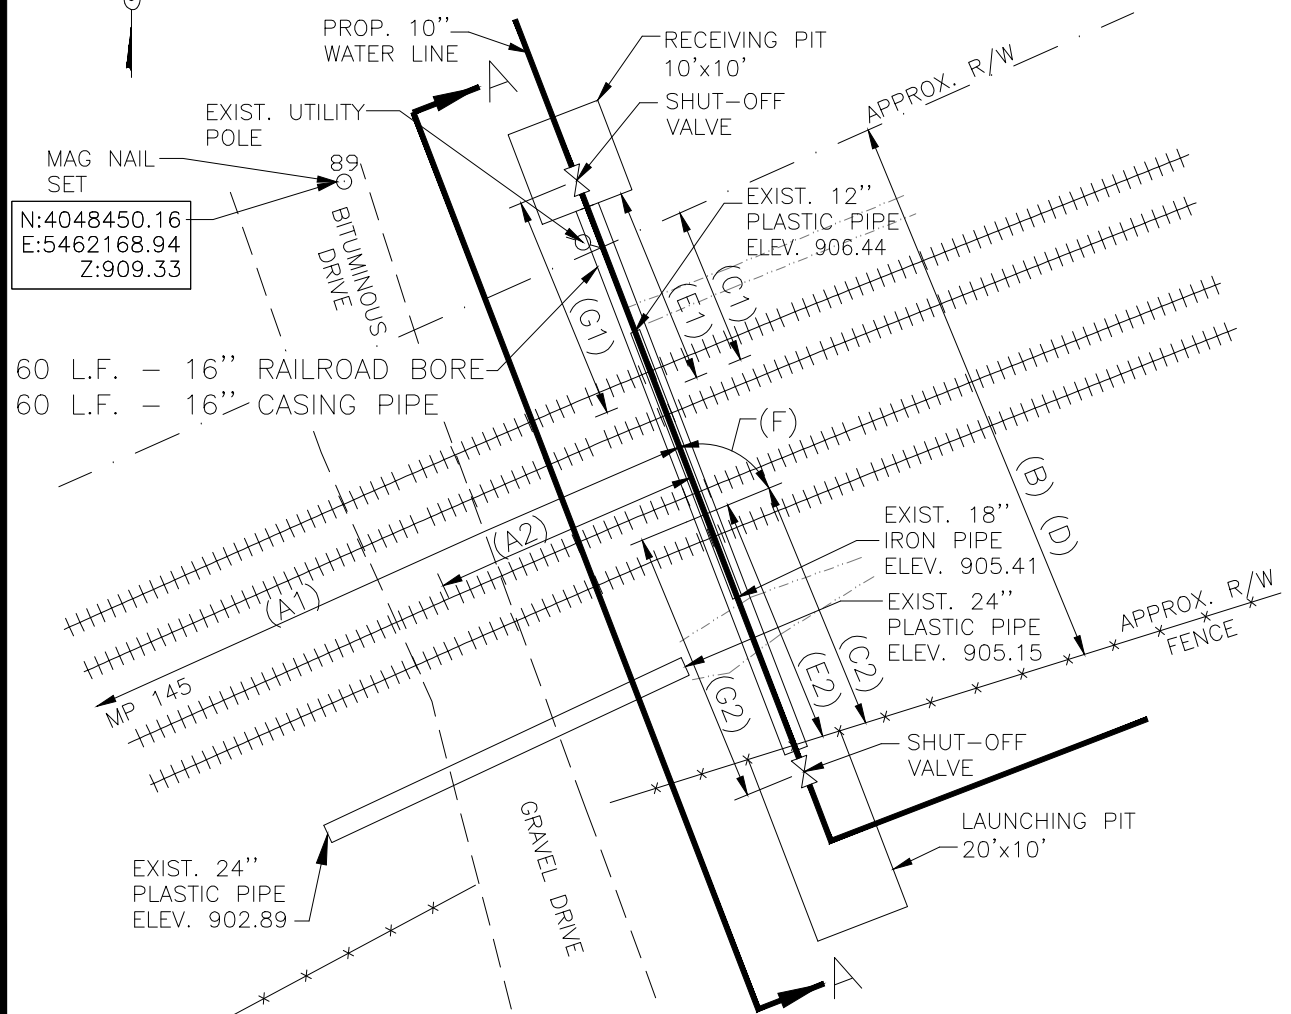 PROP. 10''
WATER LINE
RECEIVING PIT
10'x10'
A
SHUT-OFF
VALVE
APPROX. R/W
EXIST. UTILITY
POLE
MAG NAIL
SET
89
N:4048450.16
E:5462168.94
Z:909.33
BITUMINOUS
DRIVE
EXIST. 12''
PLASTIC PIPE
ELEV. 906.44
(G1)
(E1)
(C1)
60 L.F. - 16'' RAILROAD BORE
60 L.F. - 16'' CASING PIPE
(F)
(B) (D)
(A2)
(A1)
MP 145
EXIST. 18''
IRON PIPE
ELEV. 905.41
EXIST. 24''
PLASTIC PIPE
ELEV. 905.15
APPROX. R/W
FENCE
(G2)
(E2)
(C2)
SHUT-OFF
VALVE
LAUNCHING PIT
20'x10'
GRAVEL DRIVE
EXIST. 24''
PLASTIC PIPE
ELEV. 902.89
A